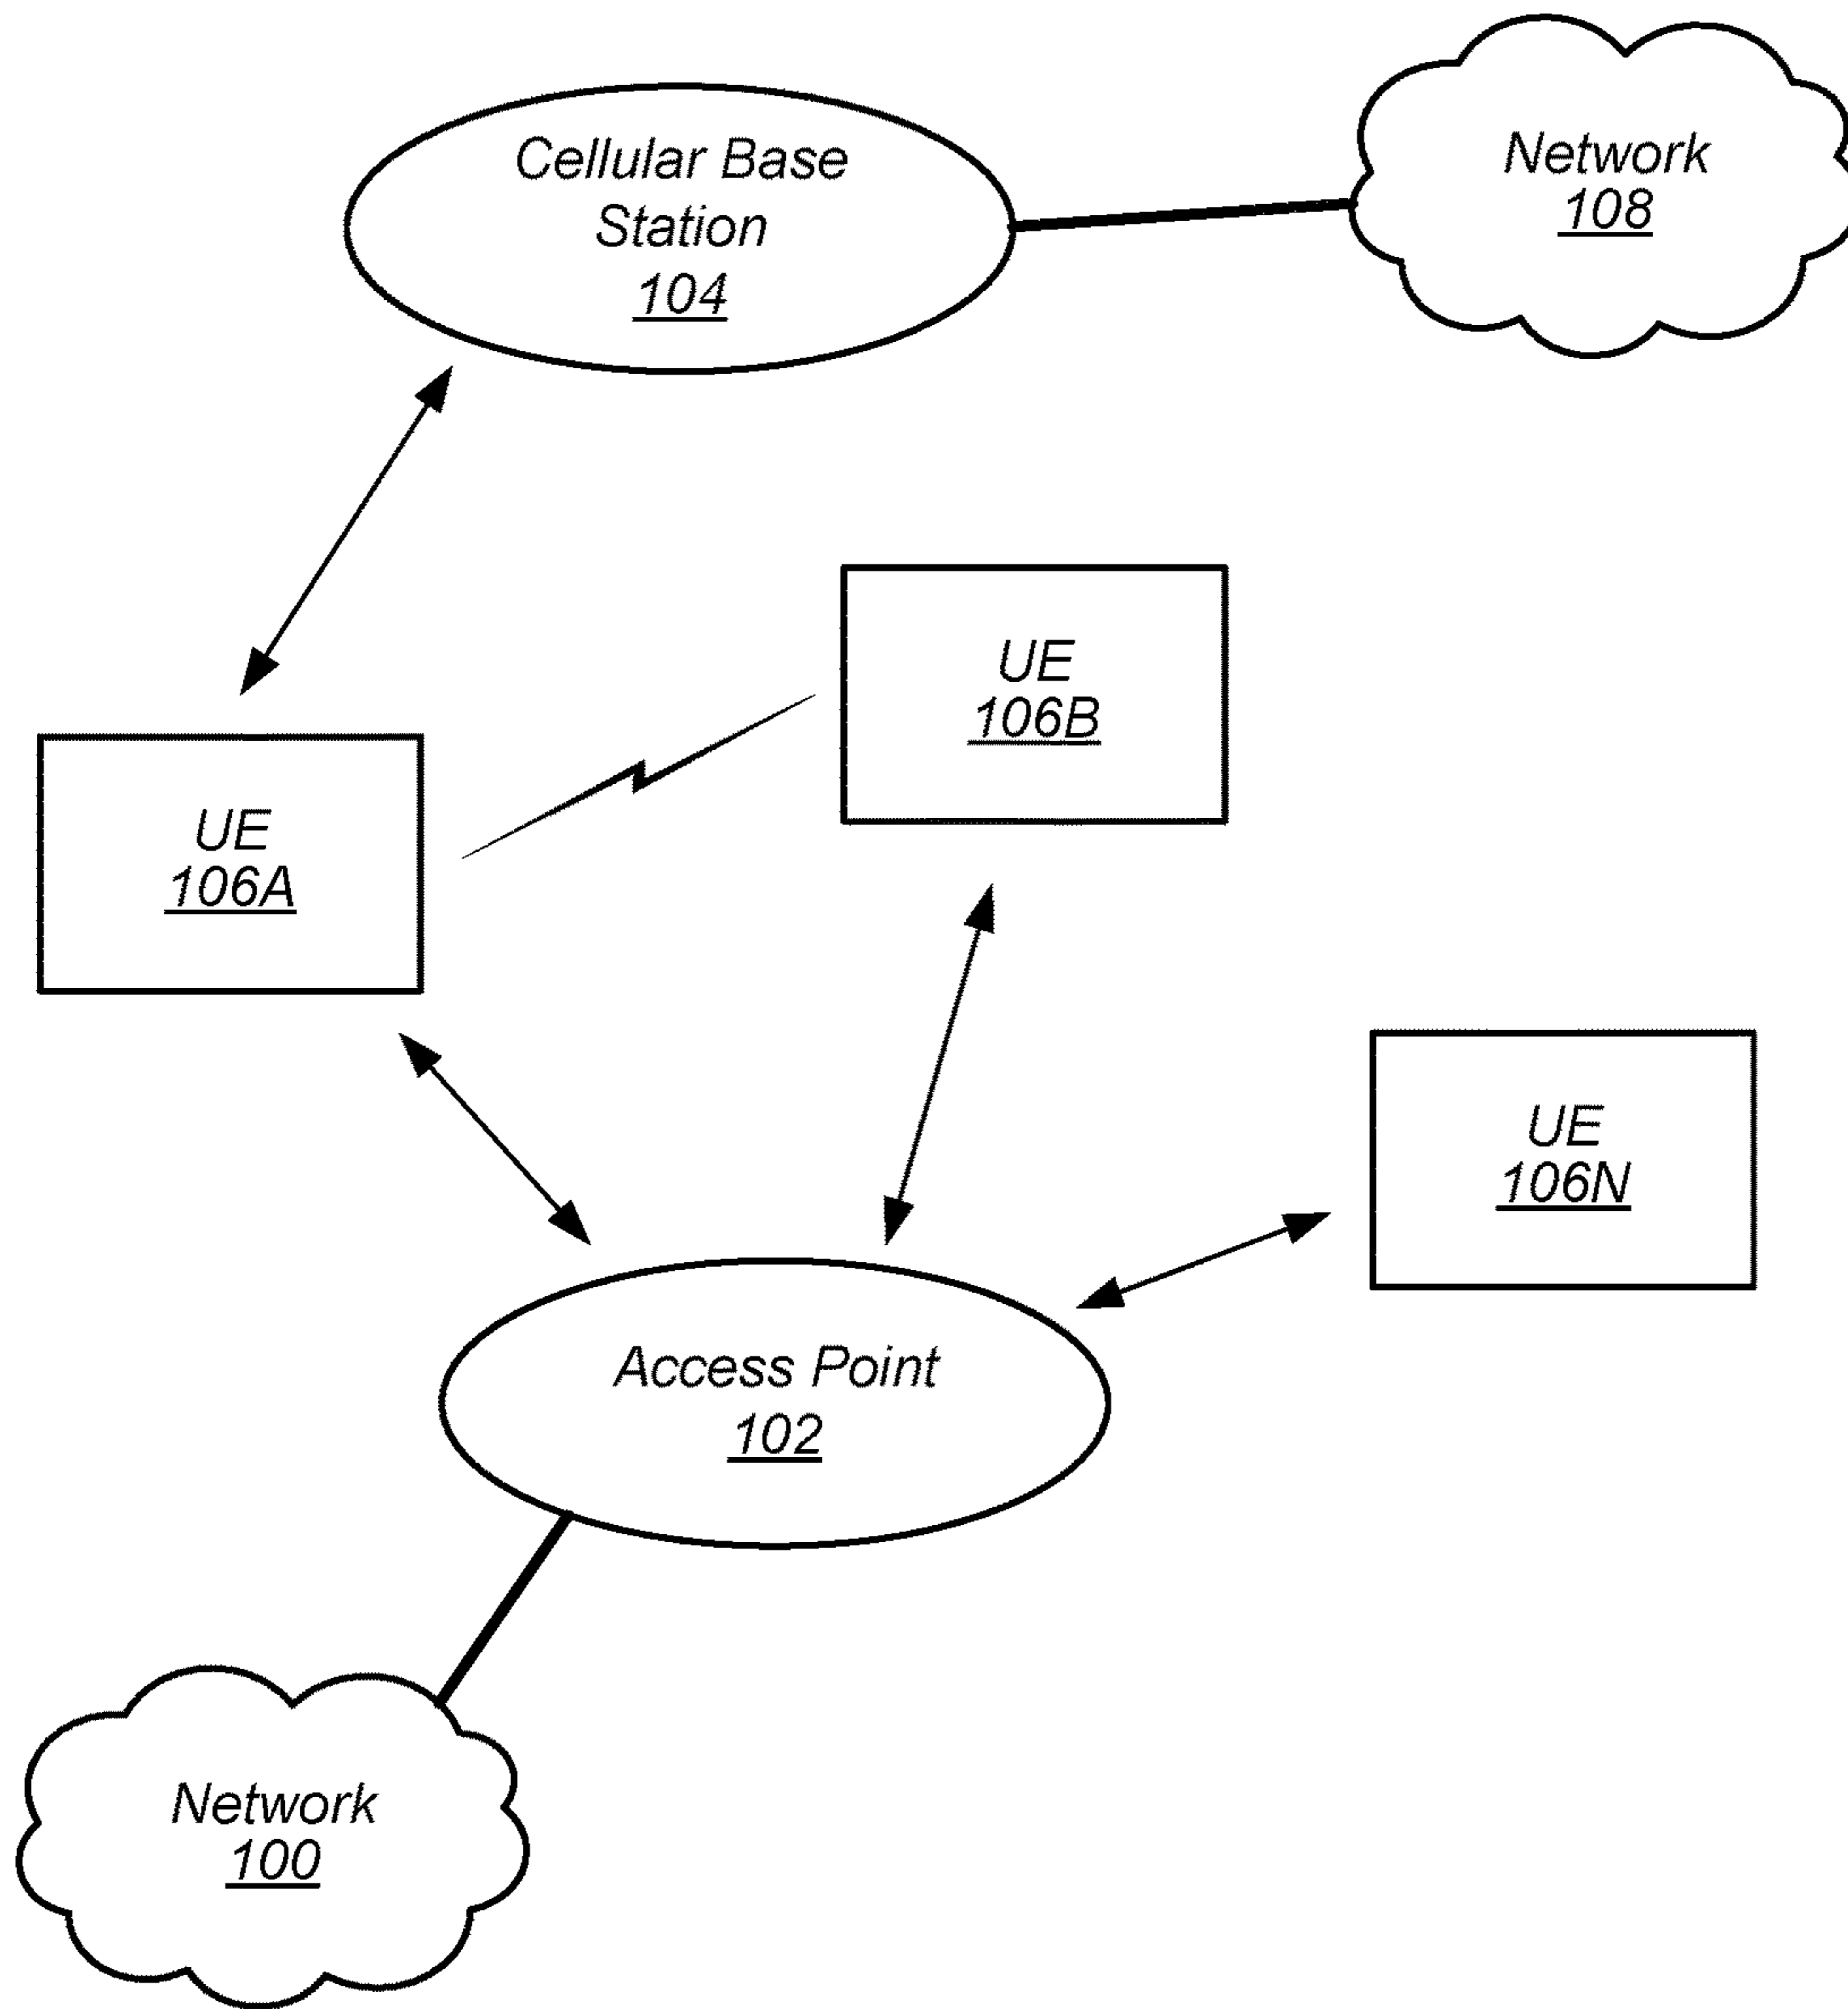 Cellular Base
Station
104
Network
108
UE
106B
UE
106A
UE
106N
Access Point
102
Network
100